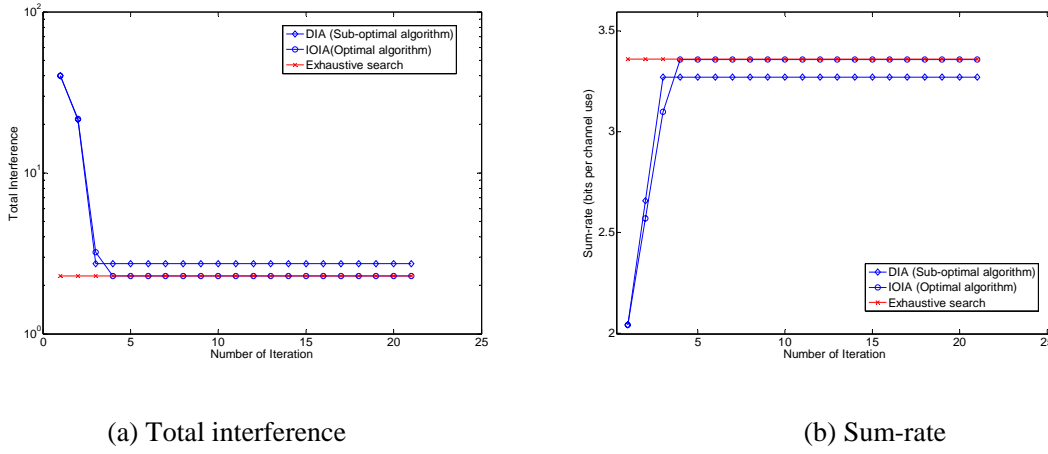 10^2
10^1
10^0
Total Interference
0 5 10 15 20 25
Number of Iteration
DIA (Sub-optimal algorithm)
IOIA(Optimal algorithm)
Exhaustive search
(a) Total interference
3.5
3
2.5
2
Sum-rate (bits per channel use)
5 10 15 20 25
Number of Iteration
DIA (Sub-optimal algorithm)
IOIA (Optimal algorithm)
Exhaustive search
(b) Sum-rate